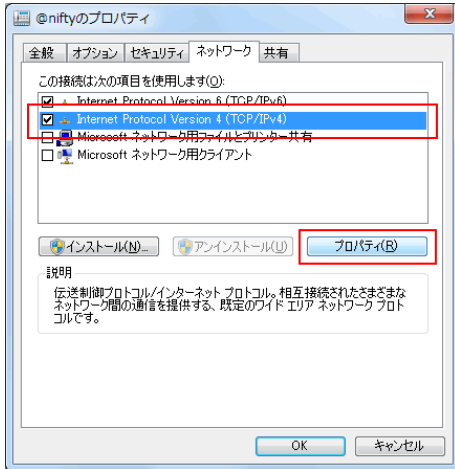 @niftyのプロパティ
全般 オプション セキュリティ ネットワーク 共有
この接続は次の項目を使用します(O):
Internet Protocol Version 6 (TCP/IPv6)
Internet Protocol Version 4 (TCP/IPv4)
Microsoft ネットワーク用ファイルとプリンター共有
Microsoft ネットワーク用クライアント
インストール(N)... アンインストール(U) プロパティ(R)
説明
伝送制御プロトコル/インターネット プロトコル。相互接続されたさまざまな
ネットワーク間の通信を提供する、既定のワイド エリア ネットワーク プロト
コルです。
OK キャンセル